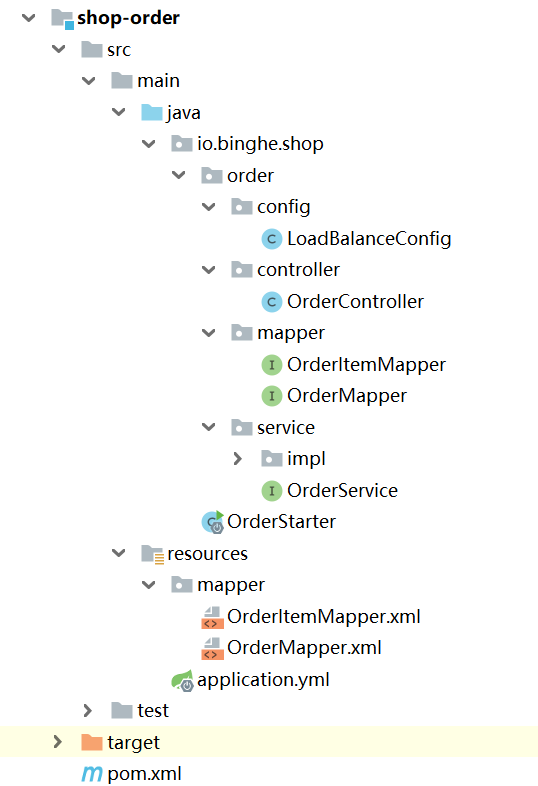 shop-order
src
main
java
io.binghe.shop
order
config
LoadBalanceConfig
controller
OrderController
mapper
OrderItemMapper
OrderMapper
service
impl
OrderService
OrderStarter
resources
mapper
OrderItemMapper.xml
OrderMapper.xml
application.yml
test
target
pom.xml